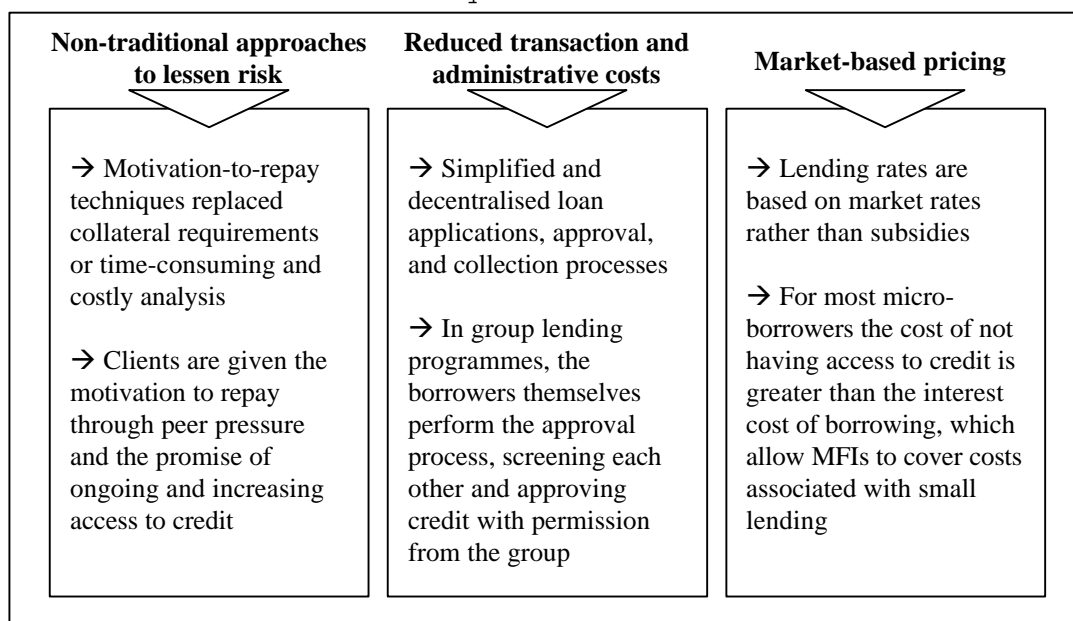 Non-traditional approaches
to lessen risk
→ Motivation-to-repay
techniques replaced
collateral requirements
or time-consuming and
costly analysis
→ Clients are given the
motivation to repay
through peer pressure
and the promise of
ongoing and increasing
access to credit
Reduced transaction and
administrative costs
→ Simplified and
decentralised loan
applications, approval,
and collection processes
→ In group lending
programmes, the
borrowers themselves
perform the approval
process, screening each
other and approving
credit with permission
from the group
Market-based pricing
→ Lending rates are
based on market rates
rather than subsidies
→ For most micro-
borrowers the cost of not
having access to credit is
greater than the interest
cost of borrowing, which
allow MFIs to cover costs
associated with small
lending